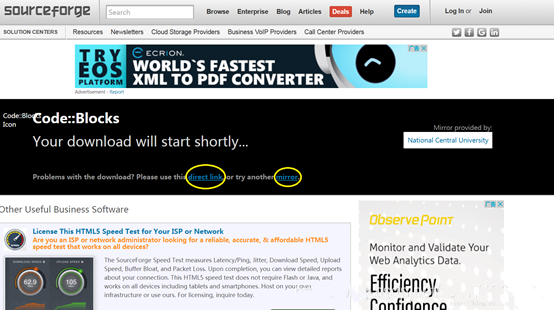 sourceforge
Search
Browse Enterprise Blog Articles Deals Help Create Log In or Join
SOLUTION CENTERS Resources Newsletters Cloud Storage Providers Business VoIP Providers Call Center Providers
TRY EOS PLATFORM
ECRION.
WORLD`S FASTEST
XML TO PDF CONVERTER
Advertisement - Report
Code::Blocks Icon
Code::Blocks
Your download will start shortly...
Mirror provided by:
National Central University
Problems with the download? Please use this direct link, or try another mirror.
Other Useful Business Software
License This HTML5 Speed Test for Your ISP or Network
Are you an ISP or network administrator looking for a reliable, accurate, & affordable HTML5
speed test that works on all devices?
The SourceForge Speed Test measures Latency/Ping, Jitter, Download Speed, Upload
Speed, Buffer Bloat, and Packet Loss. Upon completion, you can view detailed reports
about your connection. This HTML5 speed test does not require Flash or Java, and
works on all devices including tablets and smartphones. Host on your
infrastructure or use ours. For licensing, inquire today.
62.9
105
OBSERVEPOINT
Monitor and Validate Your
Web Analytics Data.
Efficiency.
Confidence.